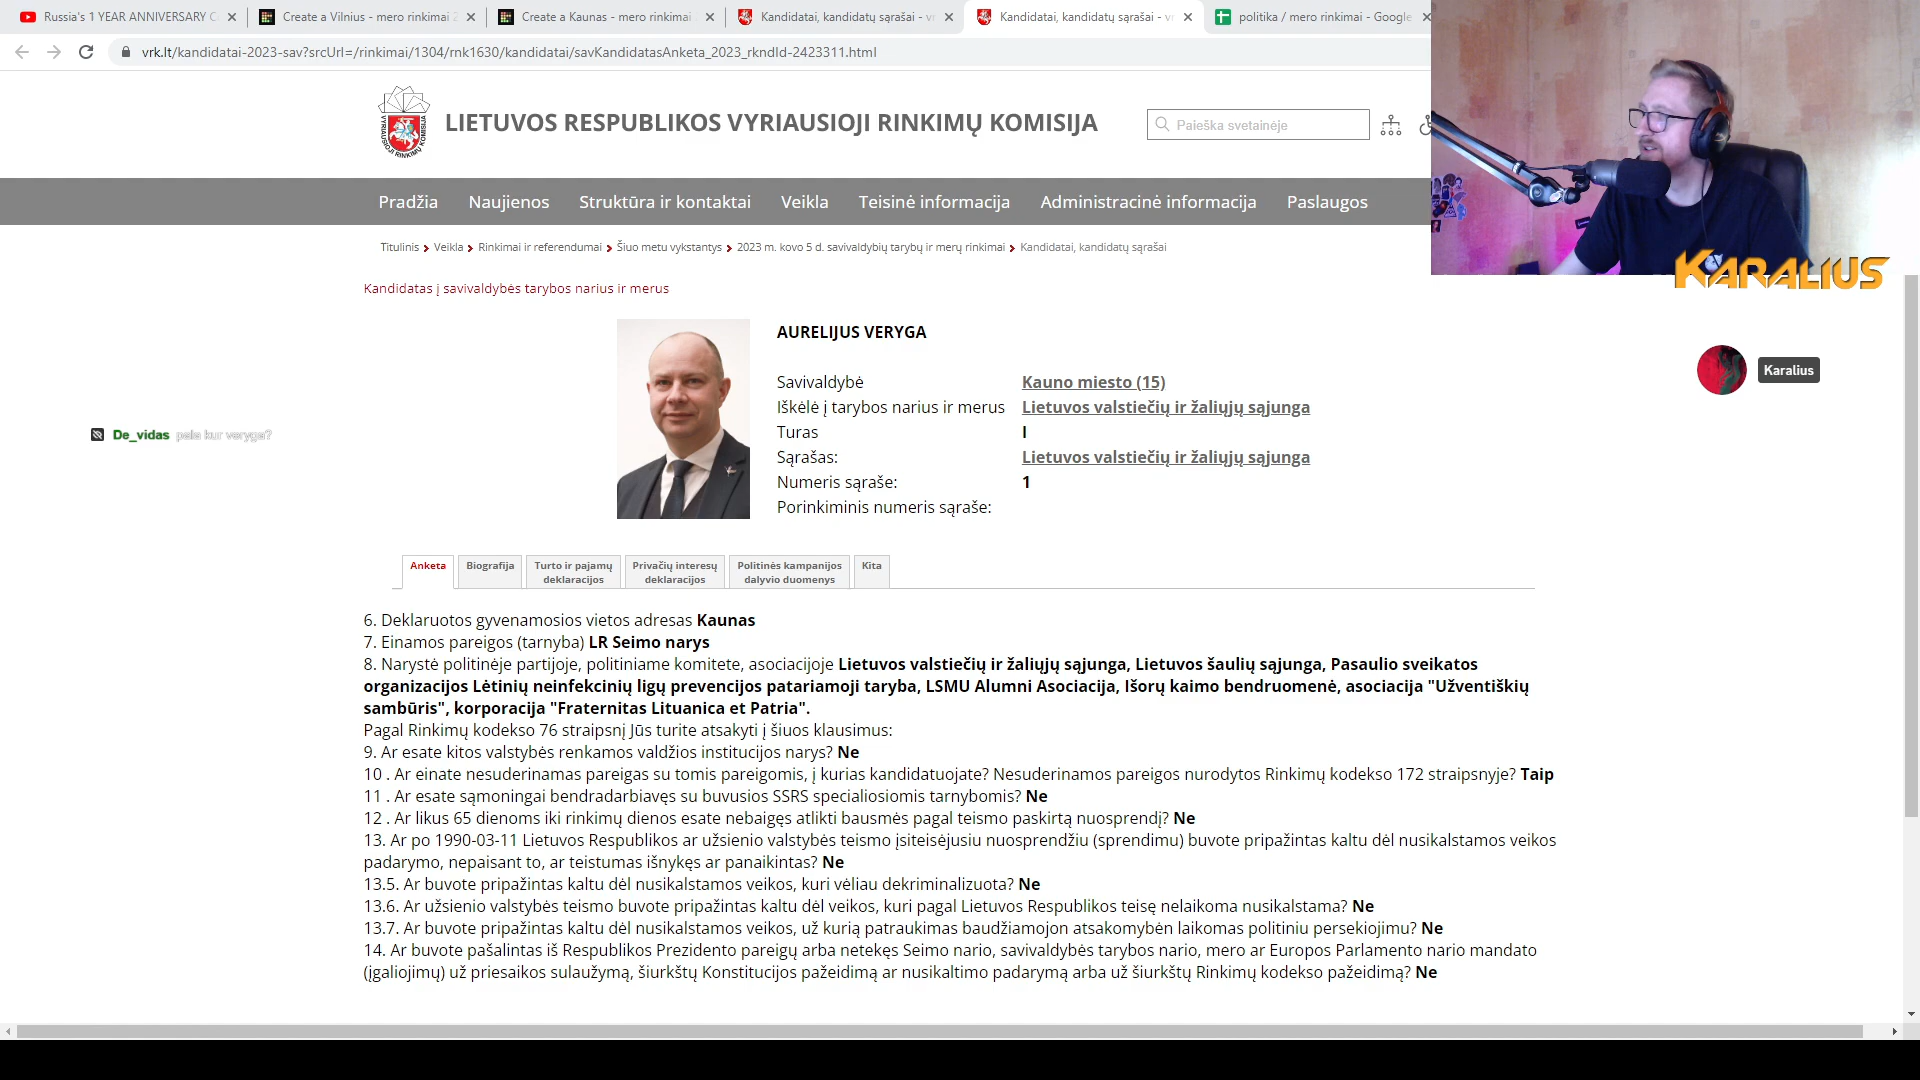 Russia's 1 YEAR ANNIVERSARY C
Create a Vilnius - mero rinkimai 2
Create a Kaunas - mero rinkimai
Kandidatai, kandidatų sąrašai - vr
Kandidatai, kandidatų sąrašai - vr
politika / mero rinkimai - Google
vrk.lt/kandidatai-2023-sav?srcUrl=/rinkimai/1304/rnk1630/kandidatai/savKandidatasAnketa_2023_rkndId-2423311.html
VYRIAUSIOJI RINKIMŲ KOMISIJA
LIETUVOS RESPUBLIKOS VYRIAUSIOJI RINKIMŲ KOMISIJA
Paieška svetainėje
Pradžia Naujienos Struktūra ir kontaktai Veikla Teisinė informacija Administracinė informacija Paslaugos
Titulinis Veikla Rinkimai ir referendumai Šiuo metu vykstantys 2023 m. kovo 5 d. savivaldybių tarybų ir merų rinkimai Kandidatai, kandidatų sąrašai
KARALIUS
Kandidatas į savivaldybės tarybos narius ir merus
AURELIJUS VERYGA
Savivaldybė Kauno miesto (15)
Iškėlė į tarybos narius ir merus Lietuvos valstiečių ir žaliųjų sąjunga
Turas I
Sąrašas: Lietuvos valstiečių ir žaliųjų sąjunga
Numeris sąraše: 1
Porinkiminis numeris sąraše:
Karalius
De_vidas pala kur veryga?
Anketa
Biografija
Turto ir pajamų deklaracijos
Privačių interesų deklaracijos
Politinės kampanijos dalyvio duomenys
Kita
6. Deklaruotos gyvenamosios vietos adresas Kaunas
7. Einamos pareigos (tarnyba) LR Seimo narys
8. Narystė politinėje partijoje, politiniame komitete, asociacijoje Lietuvos valstiečių ir žaliųjų sąjunga, Lietuvos šaulių sąjunga, Pasaulio sveikatos
organizacijos Lėtinių neinfekcinių ligų prevencijos patariamoji taryba, LSMU Alumni Asociacija, Išorų kaimo bendruomenė, asociacija "Užventiškių
sambūris", korporacija "Fraternitas Lituanica et Patria".
Pagal Rinkimų kodekso 76 straipsnį Jūs turite atsakyti į šiuos klausimus:
9. Ar esate kitos valstybės renkamos valdžios institucijos narys? Ne
10 . Ar einate nesuderinamas pareigas su tomis pareigomis, į kurias kandidatuojate? Nesuderinamos pareigos nurodytos Rinkimų kodekso 172 straipsnyje? Taip
11 . Ar esate sąmoningai bendradarbiavęs su buvusios SSRS specialiosiomis tarnybomis? Ne
12 . Ar likus 65 dienoms iki rinkimų dienos esate nebaigęs atlikti bausmės pagal teismo paskirtą nuosprendį? Ne
13. Ar po 1990-03-11 Lietuvos Respublikos ar užsienio valstybės teismo įsiteisėjusiu nuosprendžiu (sprendimu) buvote pripažintas kaltu dėl nusikalstamos veikos
padarymo, nepaisant to, ar teistumas išnykęs ar panaikintas? Ne
13.5. Ar buvote pripažintas kaltu dėl nusikalstamos veikos, kuri vėliau dekriminalizuota? Ne
13.6. Ar užsienio valstybės teismo buvote pripažintas kaltu dėl veikos, kuri pagal Lietuvos Respublikos teisę nelaikoma nusikalstama? Ne
13.7. Ar buvote pripažintas kaltu dėl nusikalstamos veikos, už kurią patraukimas baudžiamojon atsakomybėn laikomas politiniu persekiojimu? Ne
14. Ar buvote pašalintas iš Respublikos Prezidento pareigų arba netekęs Seimo nario, savivaldybės tarybos nario, mero ar Europos Parlamento nario mandato
(įgaliojimų) už priesaikos sulaužymą, šiurkštų Konstitucijos pažeidimą ar nusikaltimo padarymą arba už šiurkštų Rinkimų kodekso pažeidimą? Ne